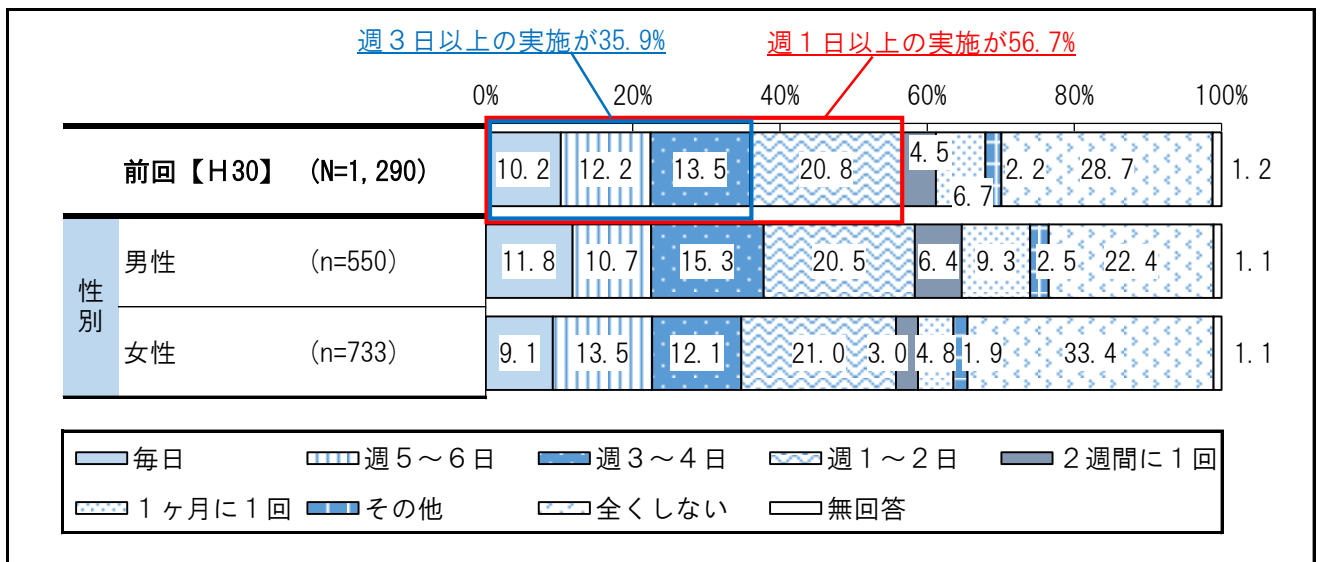 週３日以上の実施が35.9% 週１日以上の実施が56.7%
0% 20% 40% 60% 80% 100%
前回【H30】 (N=1,290) 10.2 12.2 13.5 20.8 4.5 6.7 2.2 28.7 1.2
性別
男性 (n=550) 11.8 10.7 15.3 20.5 6.4 9.3 2.5 22.4 1.1
女性 (n=733) 9.1 13.5 12.1 21.0 3.0 4.8 1.9 33.4 1.1
毎日 週５～６日 週３～４日 週１～２日 ２週間に１回
１ヶ月に１回 その他 全くしない 無回答